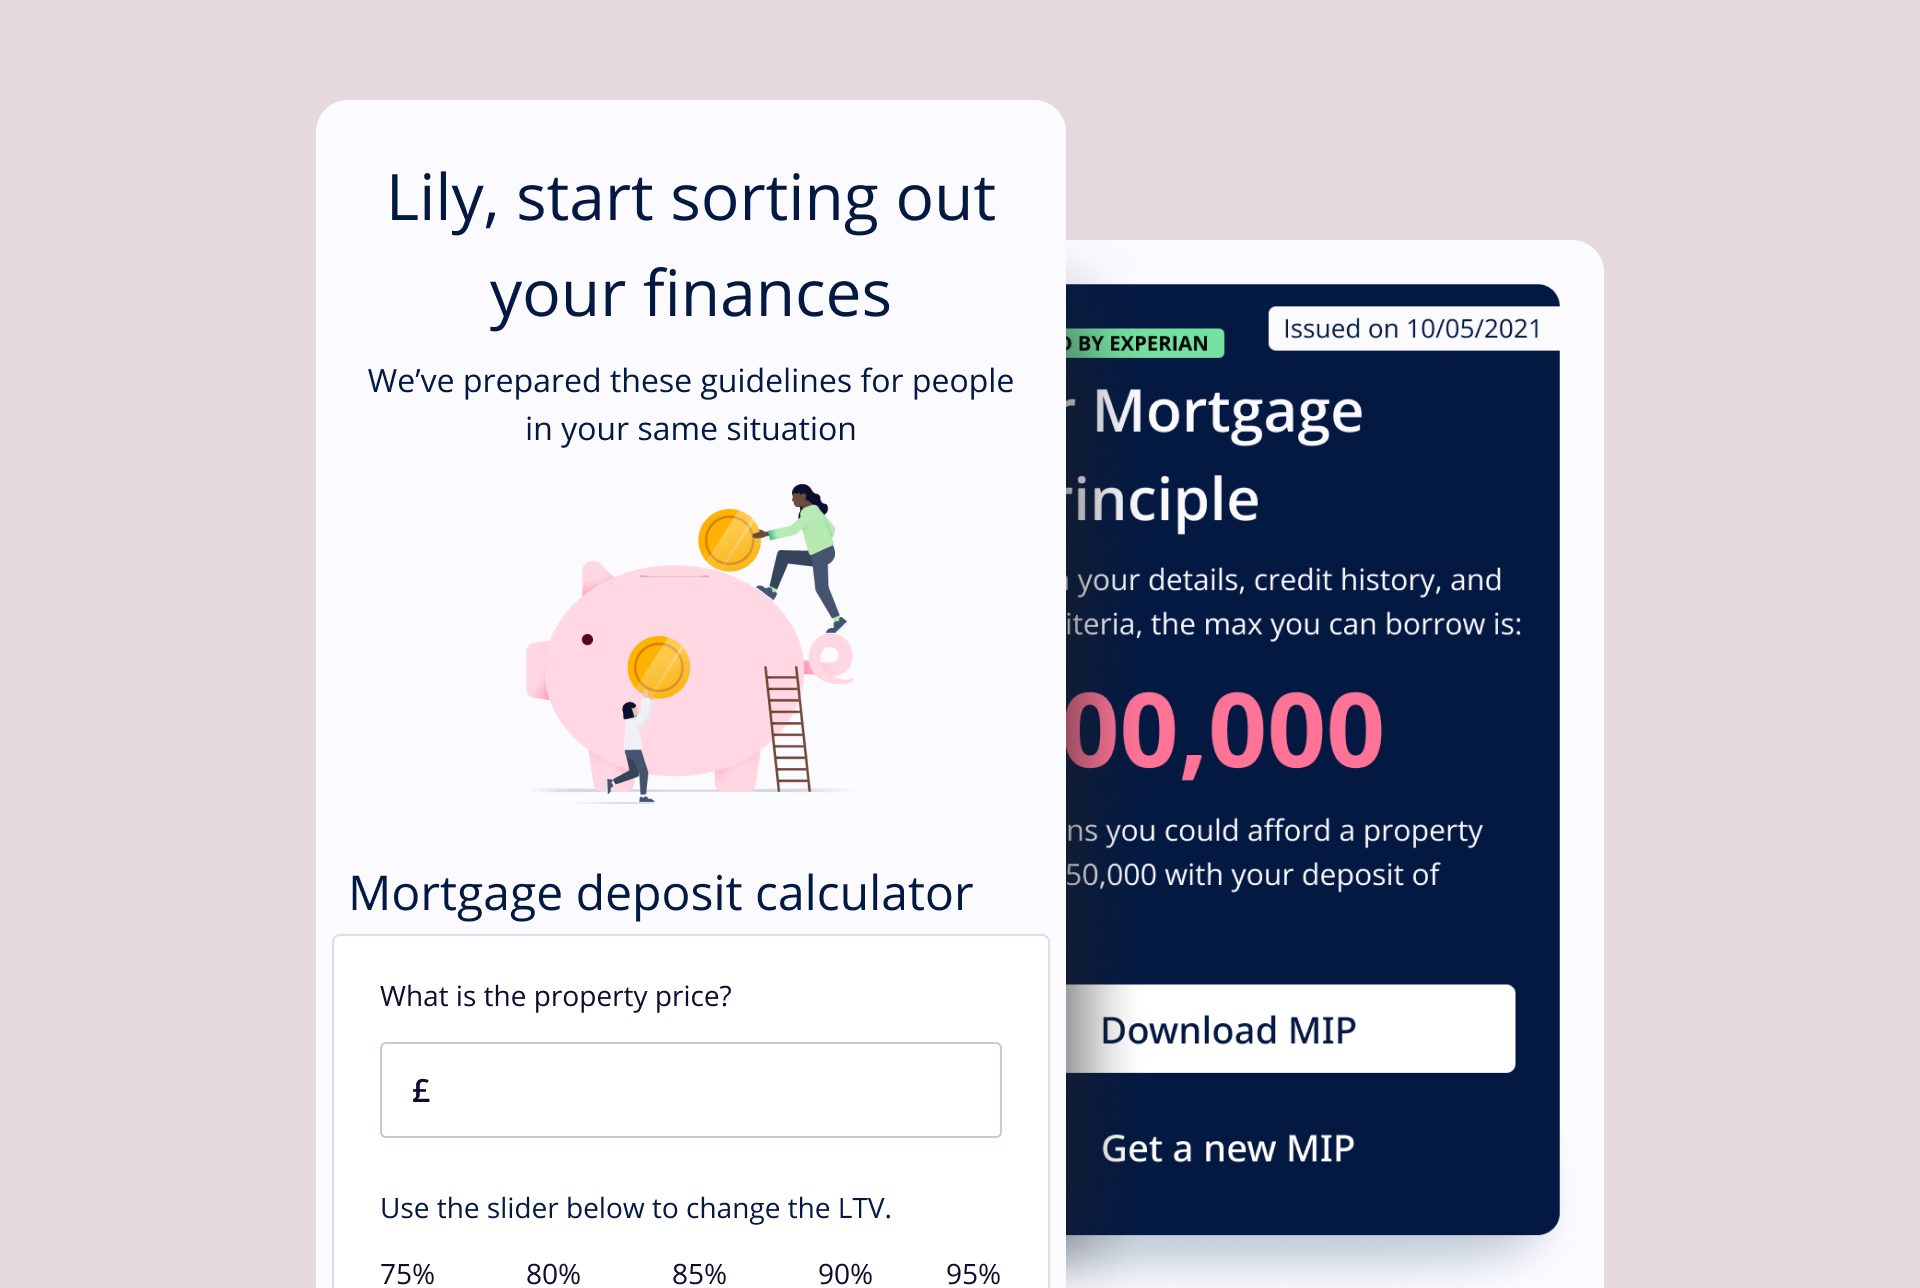 Lily, start sorting out
your finances
We’ve prepared these guidelines for people
in your same situation
Mortgage deposit calculator
What is the property price?
£
Use the slider below to change the LTV.
75% 80% 85% 90% 95%
Issued on 10/05/2021
BY EXPERIAN
Mortgage
your details, credit history, and
the max you can borrow is:
00,000
you could afford a property
50,000 with your deposit of
Download MIP
Get a new MIP